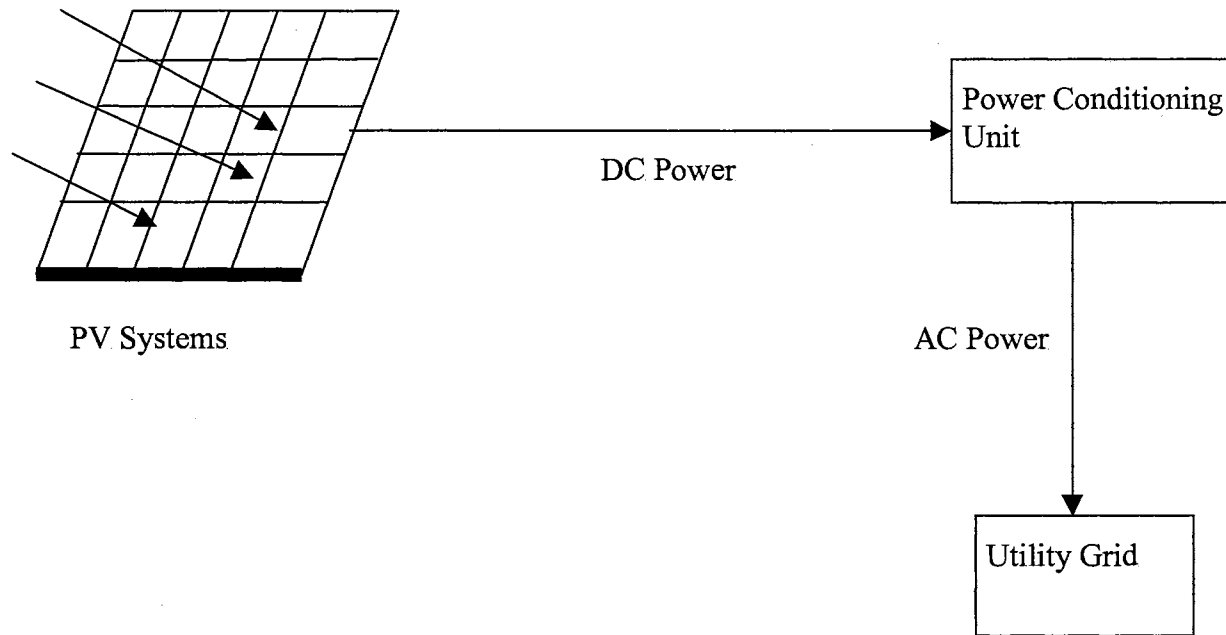 Power Conditioning
Unit
DC Power
PV Systems
AC Power
Utility Grid